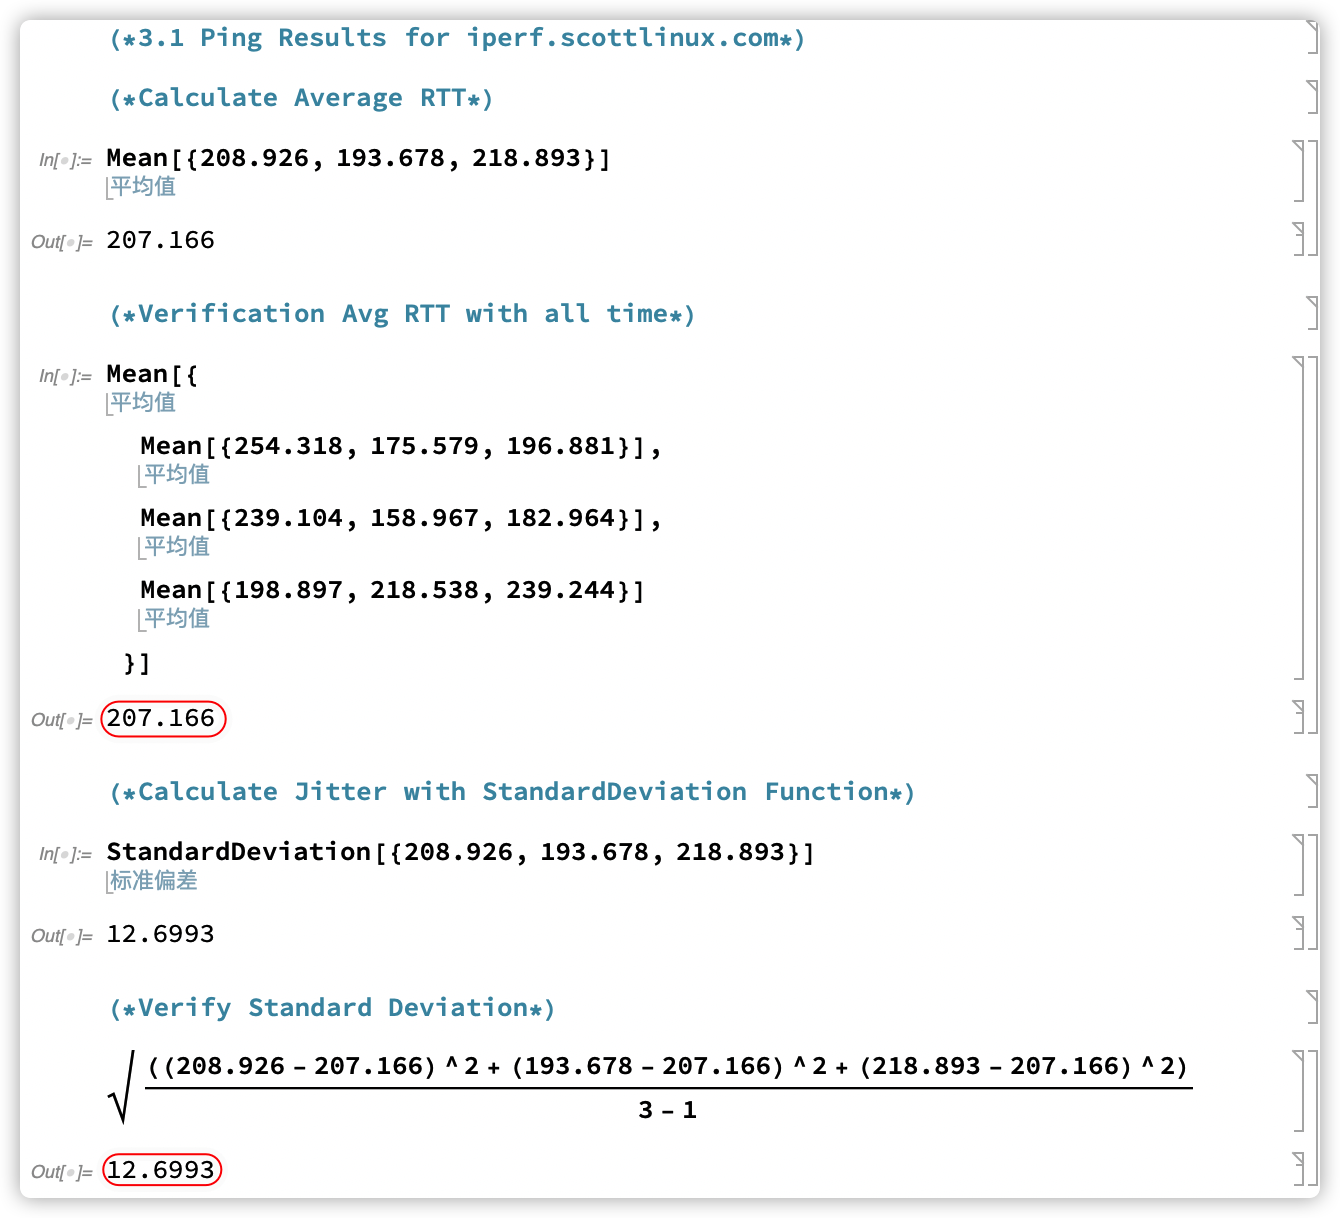 (*3.1 Ping Results for iperf.scottlinux.com*)
(*Calculate Average RTT*)
In[•]:= Mean[{208.926, 193.678, 218.893}]
平均值
Out[•]= 207.166
(*Verification Avg RTT with all time*)
In[•]:= Mean[{
平均值
Mean[{254.318, 175.579, 196.881}],
平均值
Mean[{239.104, 158.967, 182.964}],
平均值
Mean[{198.897, 218.538, 239.244}]
平均值
}]
Out[•]= 207.166
(*Calculate Jitter with StandardDeviation Function*)
In[•]:= StandardDeviation[{208.926, 193.678, 218.893}]
标准偏差
Out[•]= 12.6993
(*Verify Standard Deviation*)
√ ((208.926 - 207.166) ^ 2 + (193.678 - 207.166) ^ 2 + (218.893 - 207.166) ^ 2)
3 - 1
Out[•]= 12.6993